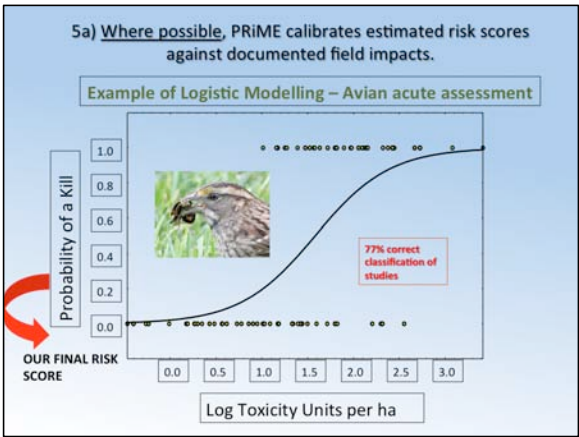 5a) Where possible, PRiME calibrates estimated risk scores
against documented field impacts.
Example of Logistic Modelling – Avian acute assessment
1.0
0.8
0.6
0.4
0.2
0.0
Probability of a Kill
77% correct
classification of
studies
OUR FINAL RISK
SCORE
0.0 0.5 1.0 1.5 2.0 2.5 3.0
Log Toxicity Units per ha